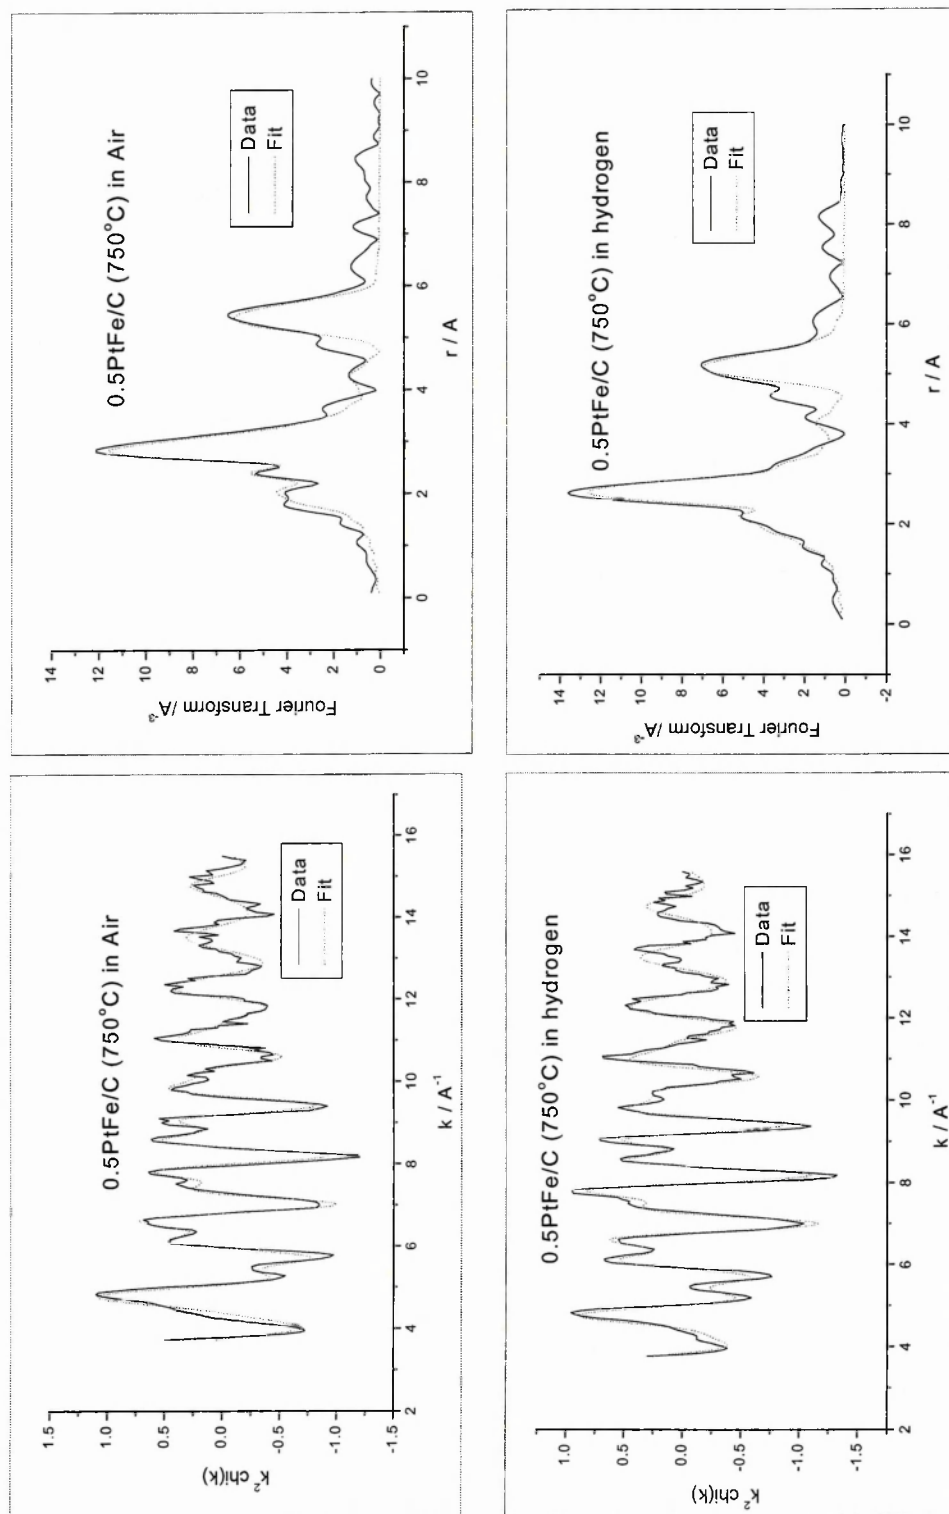 0.5PtFe/C (750°C) in Air
Data
Fit
k² chi(k)
1.5
1.0
0.5
0.0
-0.5
-1.0
-1.5
2
4
6
8
10
12
14
16
k / A⁻¹
0.5PtFe/C (750°C) in Air
Data
Fit
Fourier Transform /A⁻³
14
12
10
8
6
4
2
0
0
2
4
6
8
10
r / A
0.5PtFe/C (750°C) in hydrogen
Data
Fit
k² chi(k)
1.0
0.5
0.0
-0.5
-1.0
-1.5
2
4
6
8
10
12
14
16
k / A⁻¹
0.5PtFe/C (750°C) in hydrogen
Data
Fit
Fourier Transform /A⁻³
14
12
10
8
6
4
2
0
-2
0
2
4
6
8
10
r / A